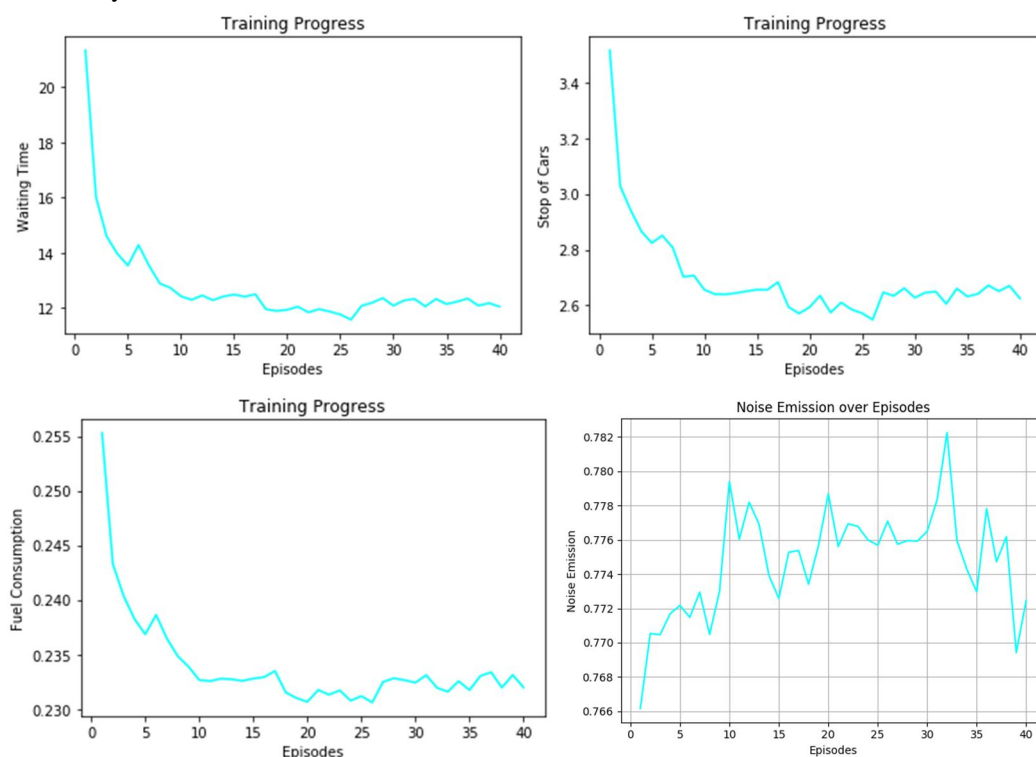 Training Progress
Waiting Time
20
18
16
14
12
0 5 10 15 20 25 30 35 40
Episodes
Training Progress
Stop of Cars
3.4
3.2
3.0
2.8
2.6
0 5 10 15 20 25 30 35 40
Episodes
Training Progress
Fuel Consumption
0.255
0.250
0.245
0.240
0.235
0.230
0 5 10 15 20 25 30 35 40
Episodes
Noise Emission over Episodes
Noise Emission
0.782
0.780
0.778
0.776
0.774
0.772
0.770
0.768
0.766
0 5 10 15 20 25 30 35 40
Episodes